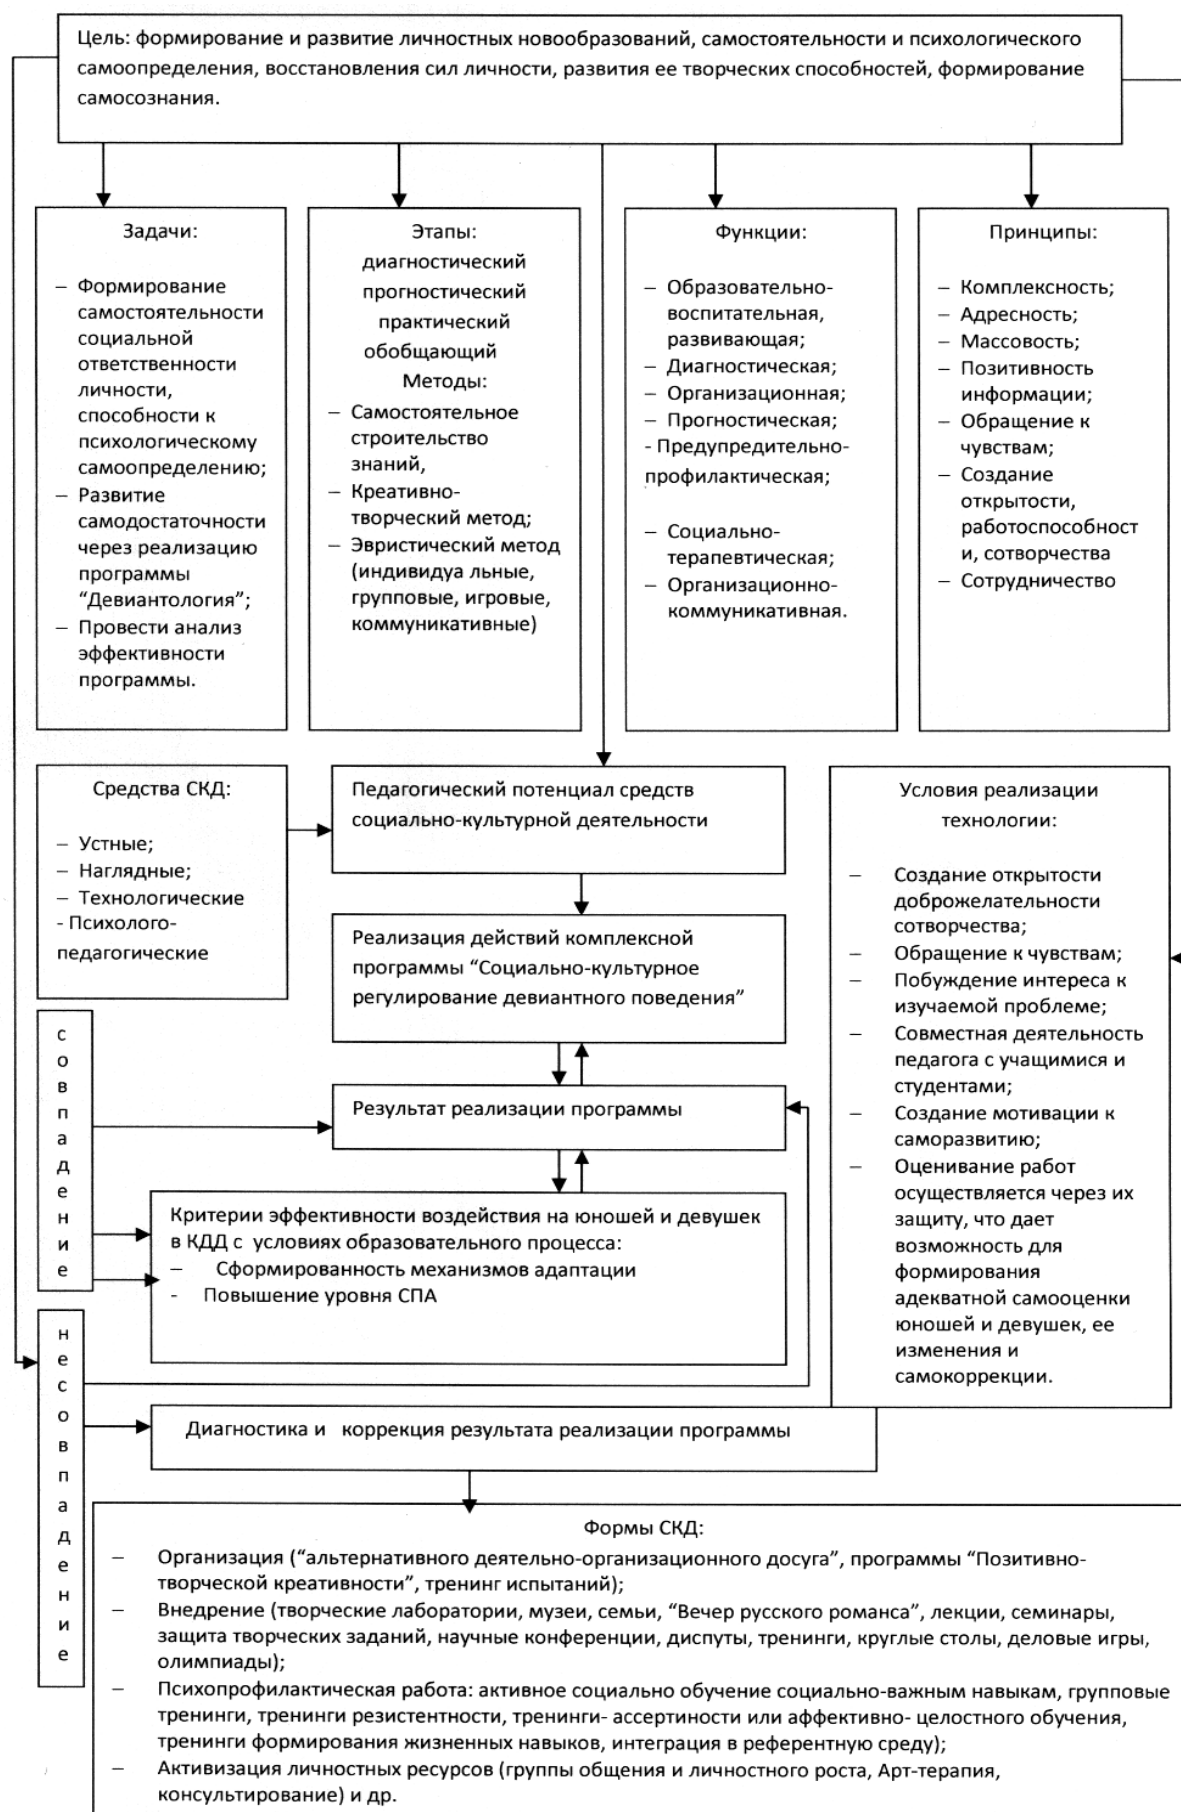 Цель: формирование и развитие личностных новообразований, самостоятельности и психологического
самоопределения, восстановления сил личности, развития ее творческих способностей, формирование
самосознания.
Задачи:
– Формирование
самостоятельности
социальной
ответственности
личности,
способности к
психологическому
самоопределению;
– Развитие
самодостаточности
через реализацию
программы
“Девиантология”;
– Провести анализ
эффективности
программы.
Этапы:
диагностический
прогностический
практический
обобщающий
Методы:
– Самостоятельное
строительство
знаний,
– Креативно-
творческий метод;
– Эвристический метод
(индивидуа льные,
групповые, игровые,
коммуникативные)
Функции:
– Образовательно-
воспитательная,
развивающая;
– Диагностическая;
– Организационная;
– Прогностическая;
- Предупредительно-
профилактическая;
– Социально-
терапевтическая;
– Организационно-
коммуникативная.
Принципы:
– Комплексность;
– Адресность;
– Массовость;
– Позитивность
информации;
– Обращение к
чувствам;
– Создание
открытости,
работоспособност
и, сотворчества
– Сотрудничество
Средства СКД:
– Устные;
– Наглядные;
– Технологические
- Психолого-
педагогические
Педагогический потенциал средств
социально-культурной деятельности
Реализация действий комплексной
программы “Социально-культурное
регулирование девиантного поведения”
Результат реализации программы
Критерии эффективности воздействия на юношей и девушек
в КДД с условиях образовательного процесса:
– Сформированность механизмов адаптации
- Повышение уровня СПА
Условия реализации
технологии:
– Создание открытости
доброжелательности
сотворчества;
– Обращение к чувствам;
– Побуждение интереса к
изучаемой проблеме;
– Совместная деятельность
педагога с учащимися и
студентами;
– Создание мотивации к
саморазвитию;
– Оценивание работ
осуществляется через их
защиту, что дает
возможность для
формирования
адекватной самооценки
юношей и девушек, ее
изменения и
самокоррекции.
совпадение
несовпадение
Диагностика и коррекция результата реализации программы
Формы СКД:
– Организация (“альтернативного деятельно-организационного досуга”, программы “Позитивно-
творческой креативности”, тренинг испытаний);
– Внедрение (творческие лаборатории, музеи, семьи, “Вечер русского романса”, лекции, семинары,
защита творческих заданий, научные конференции, диспуты, тренинги, круглые столы, деловые игры,
олимпиады);
– Психопрофилактическая работа: активное социально обучение социально-важным навыкам, групповые
тренинги, тренинги резистентности, тренинги- ассертиности или аффективно- целостного обучения,
тренинги формирования жизненных навыков, интеграция в референтную среду);
– Активизация личностных ресурсов (группы общения и личностного роста, Арт-терапия,
консультирование) и др.